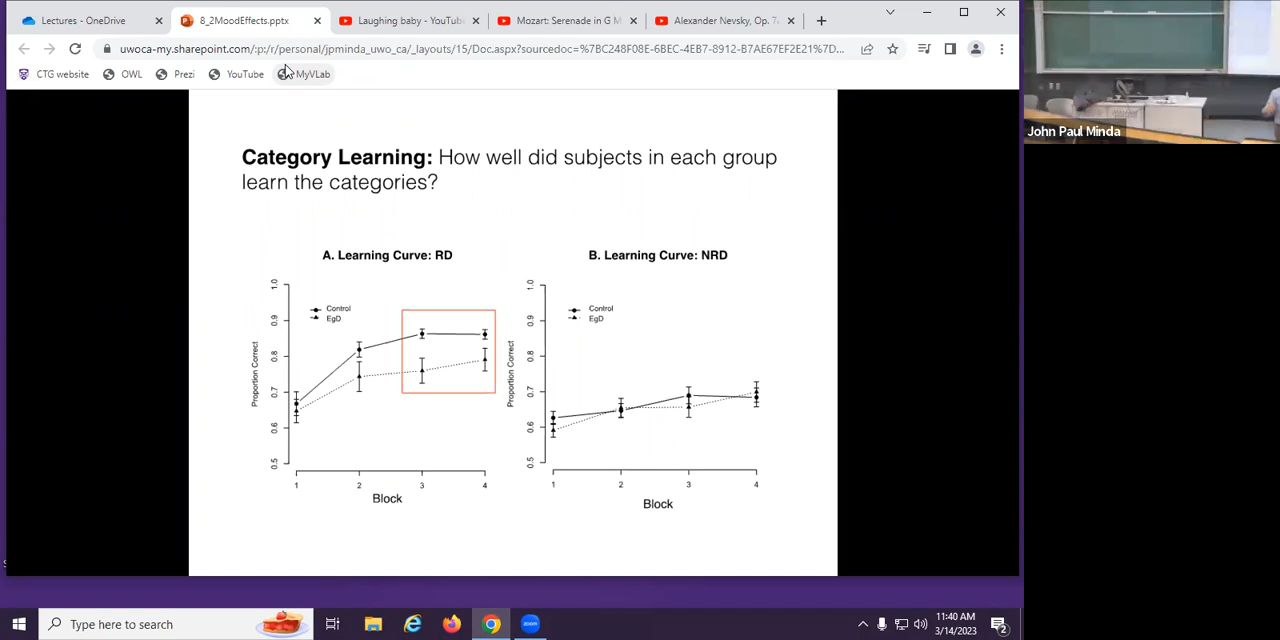 Lectures - OneDrive
8_2MoodEffects.pptx
Laughing baby - YouTub
Mozart: Serenade in G M
Alexander Nevsky, Op. 7
uwoca-my.sharepoint.com/:p:/r/personal/jpminda_uwo_ca/_layouts/15/Doc.aspx?sourcedoc=%7BC248F08E-6BEC-4EB7-8912-B7AE67EF2E21%7D...
CTG website
OWL
Prezi
YouTube
MyVLab
John Paul Minda
Category Learning: How well did subjects in each group
learn the categories?
A. Learning Curve: RD
Control
EgD
Proportion Correct
1.0
0.9
0.8
0.7
0.6
0.5
1 2 3 4
Block
B. Learning Curve: NRD
Control
EgD
Proportion Correct
1.0
0.9
0.8
0.7
0.6
0.5
1 2 3 4
Block
Type here to search
zoom
11:40 AM
3/14/2023
2